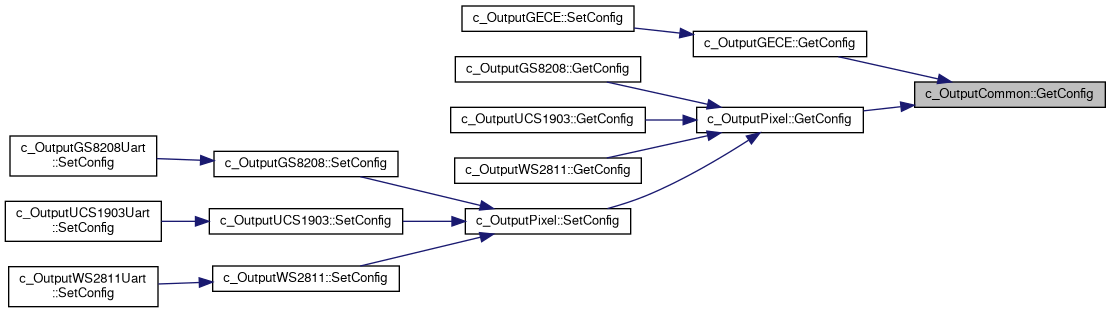 c_OutputGECE::SetConfig
c_OutputGECE::GetConfig
c_OutputGS8208::GetConfig
c_OutputCommon::GetConfig
c_OutputUCS1903::GetConfig
c_OutputPixel::GetConfig
c_OutputWS2811::GetConfig
c_OutputGS8208Uart
::SetConfig
c_OutputGS8208::SetConfig
c_OutputUCS1903Uart
::SetConfig
c_OutputUCS1903::SetConfig
c_OutputPixel::SetConfig
c_OutputWS2811Uart
::SetConfig
c_OutputWS2811::SetConfig